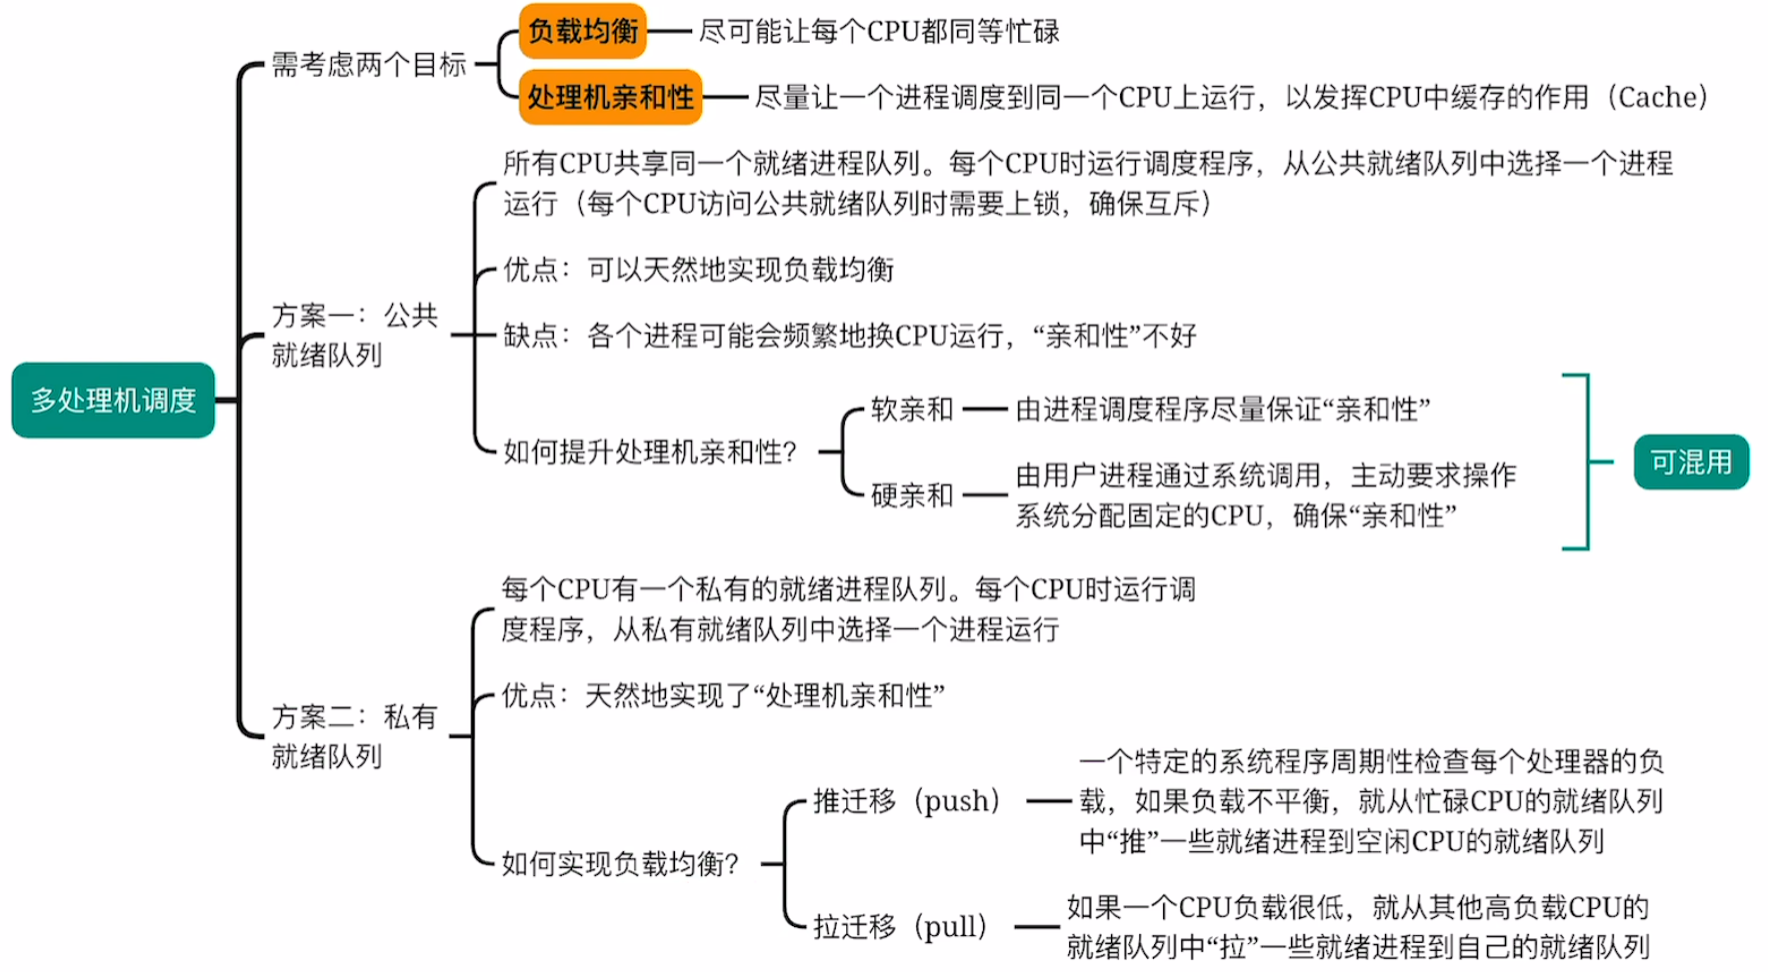 负载均衡
尽可能让每个CPU都同等忙碌
需考虑两个目标
处理机亲和性
尽量让一个进程调度到同一个CPU上运行，以发挥CPU中缓存的作用（Cache）
所有CPU共享同一个就绪进程队列。每个CPU时运行调度程序，从公共就绪队列中选择一个进程
运行（每个CPU访问公共就绪队列时需要上锁，确保互斥）
优点：可以天然地实现负载均衡
方案一：公共
就绪队列
缺点：各个进程可能会频繁地换CPU运行，“亲和性”不好
多处理机调度
如何提升处理机亲和性？
软亲和
由进程调度程序尽量保证“亲和性”
硬亲和
由用户进程通过系统调用，主动要求操作
系统分配固定的CPU，确保“亲和性”
可混用
每个CPU有一个私有的就绪进程队列。每个CPU时运行调
度程序，从私有就绪队列中选择一个进程运行
优点：天然地实现了“处理机亲和性”
方案二：私有
就绪队列
如何实现负载均衡？
推迁移（push）
一个特定的系统程序周期性检查每个处理器的负
载，如果负载不平衡，就从忙碌CPU的就绪队列
中“推”一些就绪进程到空闲CPU的就绪队列
拉迁移（pull）
如果一个CPU负载很低，就从其他高负载CPU的
就绪队列中“拉”一些就绪进程到自己的就绪队列